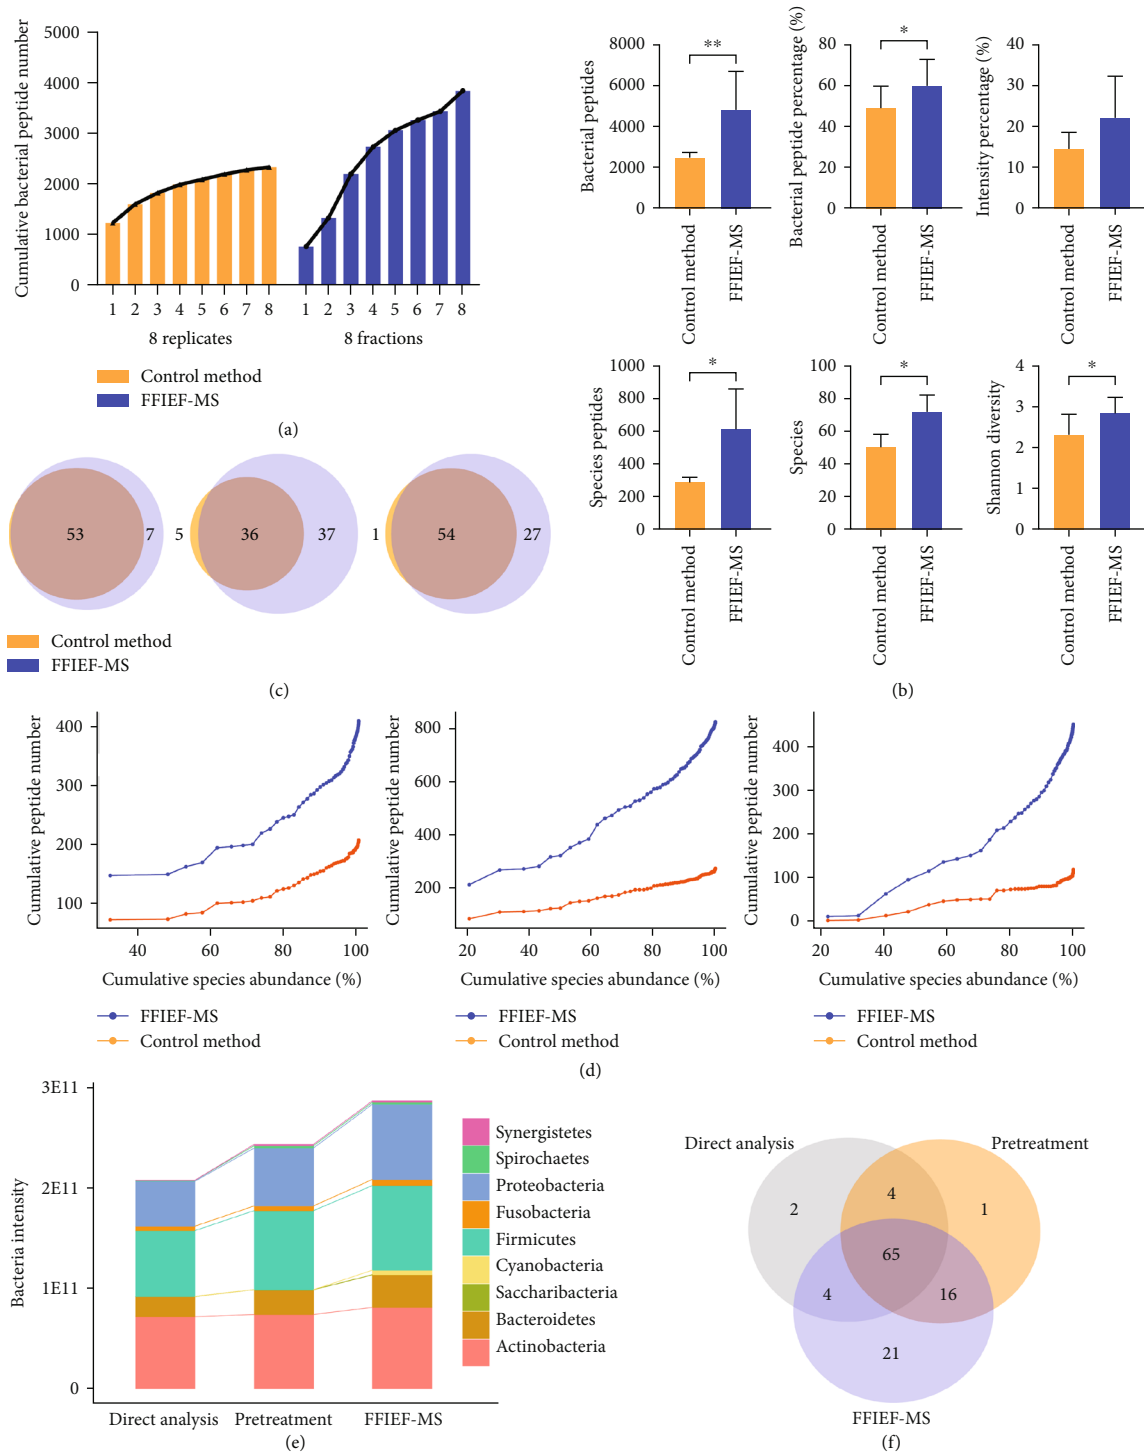 Cumulative bacterial peptide number
5000
4000
3000
2000
1000
0
1 2 3 4 5 6 7 8 1 2 3 4 5 6 7 8
8 replicates 8 fractions
Control method
FFIEF-MS
(a)
Bacterial peptides
8000
6000
4000
2000
0
**
Control method
FFIEF-MS
Bacterial peptide percentage (%)
80
60
40
20
0
*
Control method
FFIEF-MS
Intensity percentage (%)
40
30
20
10
0
Control method
FFIEF-MS
Species peptides
1000
800
600
400
200
0
*
Control method
FFIEF-MS
Species
100
80
60
40
20
0
*
Control method
FFIEF-MS
Shannon diversity
4
3
2
1
0
*
Control method
FFIEF-MS
(b)
53 7 5 36 37 1 54 27
Control method
FFIEF-MS
(c)
Cumulative peptide number
400
300
200
100
40 60 80 100
Cumulative species abundance (%)
FFIEF-MS
Control method
Cumulative peptide number
800
600
400
200
20 40 60 80 100
Cumulative species abundance (%)
FFIEF-MS
Control method
Cumulative peptide number
400
300
200
100
0
20 40 60 80 100
Cumulative species abundance (%)
FFIEF-MS
Control method
(d)
Bacteria intensity
3E11
2E11
1E11
0
Direct analysis Pretreatment FFIEF-MS
Synergistetes
Spirochaetes
Proteobacteria
Fusobacteria
Firmicutes
Cyanobacteria
Saccharibacteria
Bacteroidetes
Actinobacteria
(e)
Direct analysis Pretreatment
4
2 1
65
4 16
21
FFIEF-MS
(f)